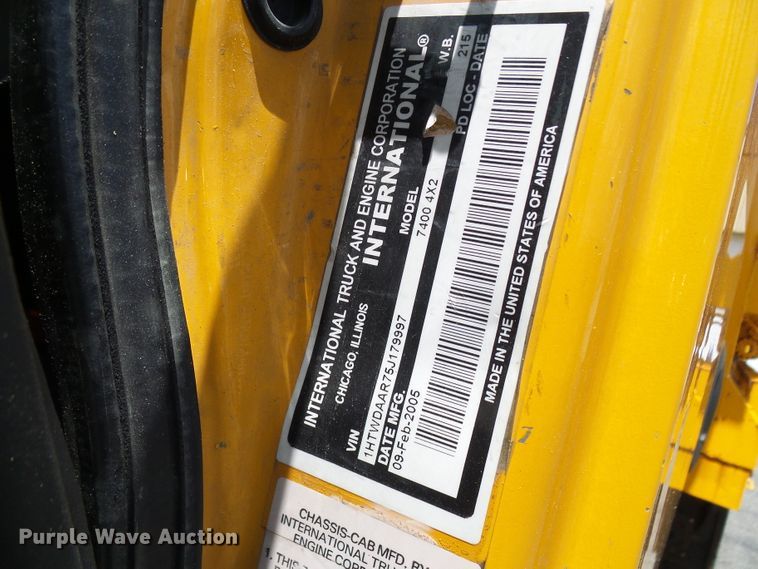 INTERNATIONAL TRUCK AND ENGINE CORPORATION
CHICAGO, ILLINOIS
INTERNATIONAL®
VIN
1HTWDAAR75J179997
MODEL
7400 4X2
W.B.
215
DATE MFG.
09-Feb-2005
PD LOC - DATE
MADE IN THE UNITED STATES OF AMERICA
CHASSIS-CAB MFD. BY
INTERNATIONAL
ENGINE
1. THIS
Purple Wave Auction